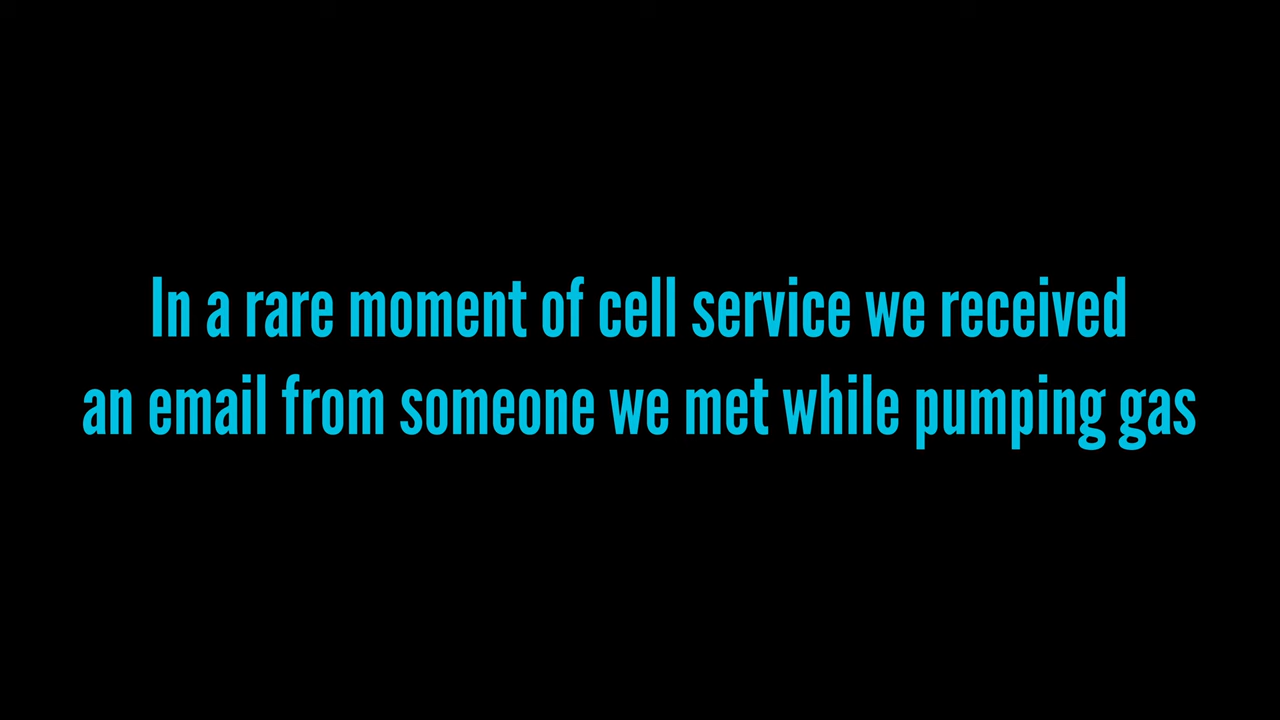 In a rare moment of cell service we received
an email from someone we met while pumping gas